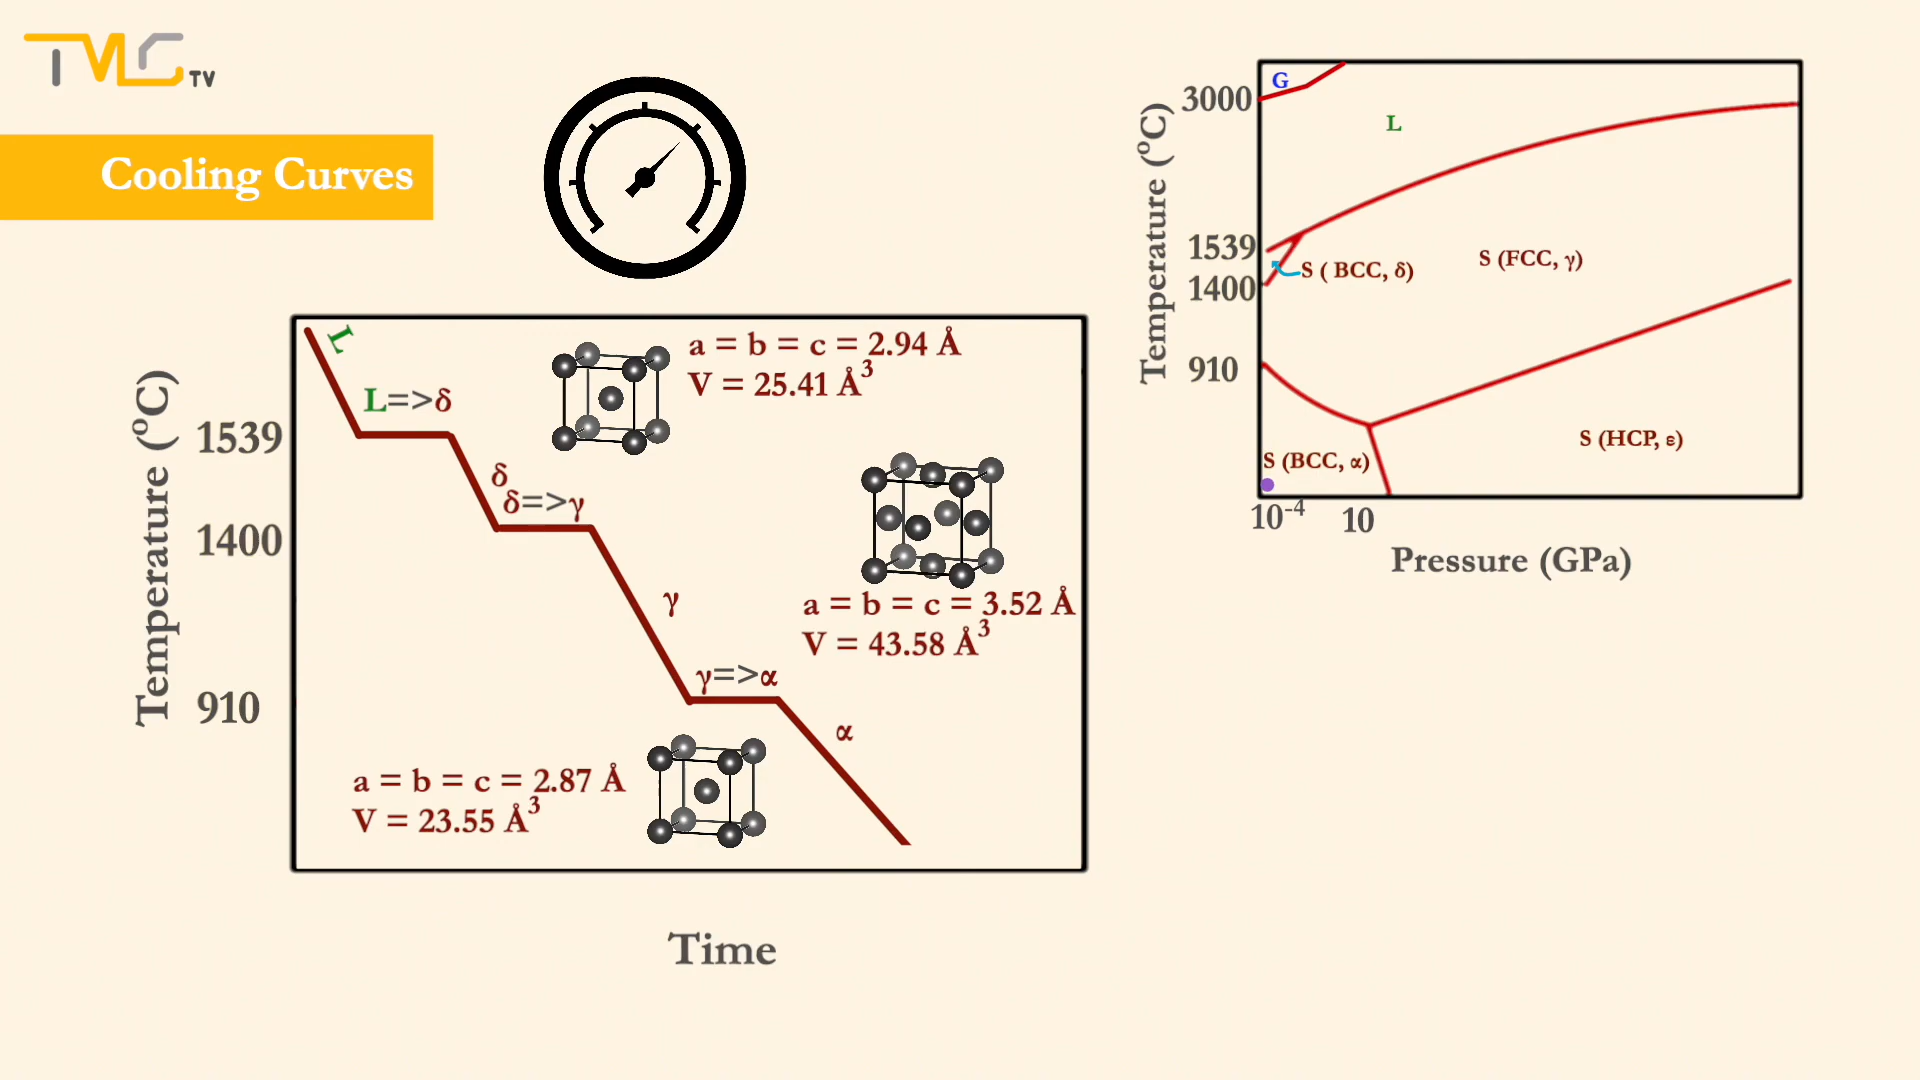 TMC TV
Cooling Curves
Temperature (°C)
1539
1400
910
L
L=>δ
δ
δ=>γ
γ
γ=>α
α
a = b = c = 2.94 Å
V = 25.41 Å³
a = b = c = 3.52 Å
V = 43.58 Å³
a = b = c = 2.87 Å
V = 23.55 Å³
Time
Temperature (°C)
3000
1539
1400
910
G
L
S ( BCC, δ)
S (FCC, γ)
S (BCC, α)
S (HCP, ε)
10⁻⁴
10
Pressure (GPa)